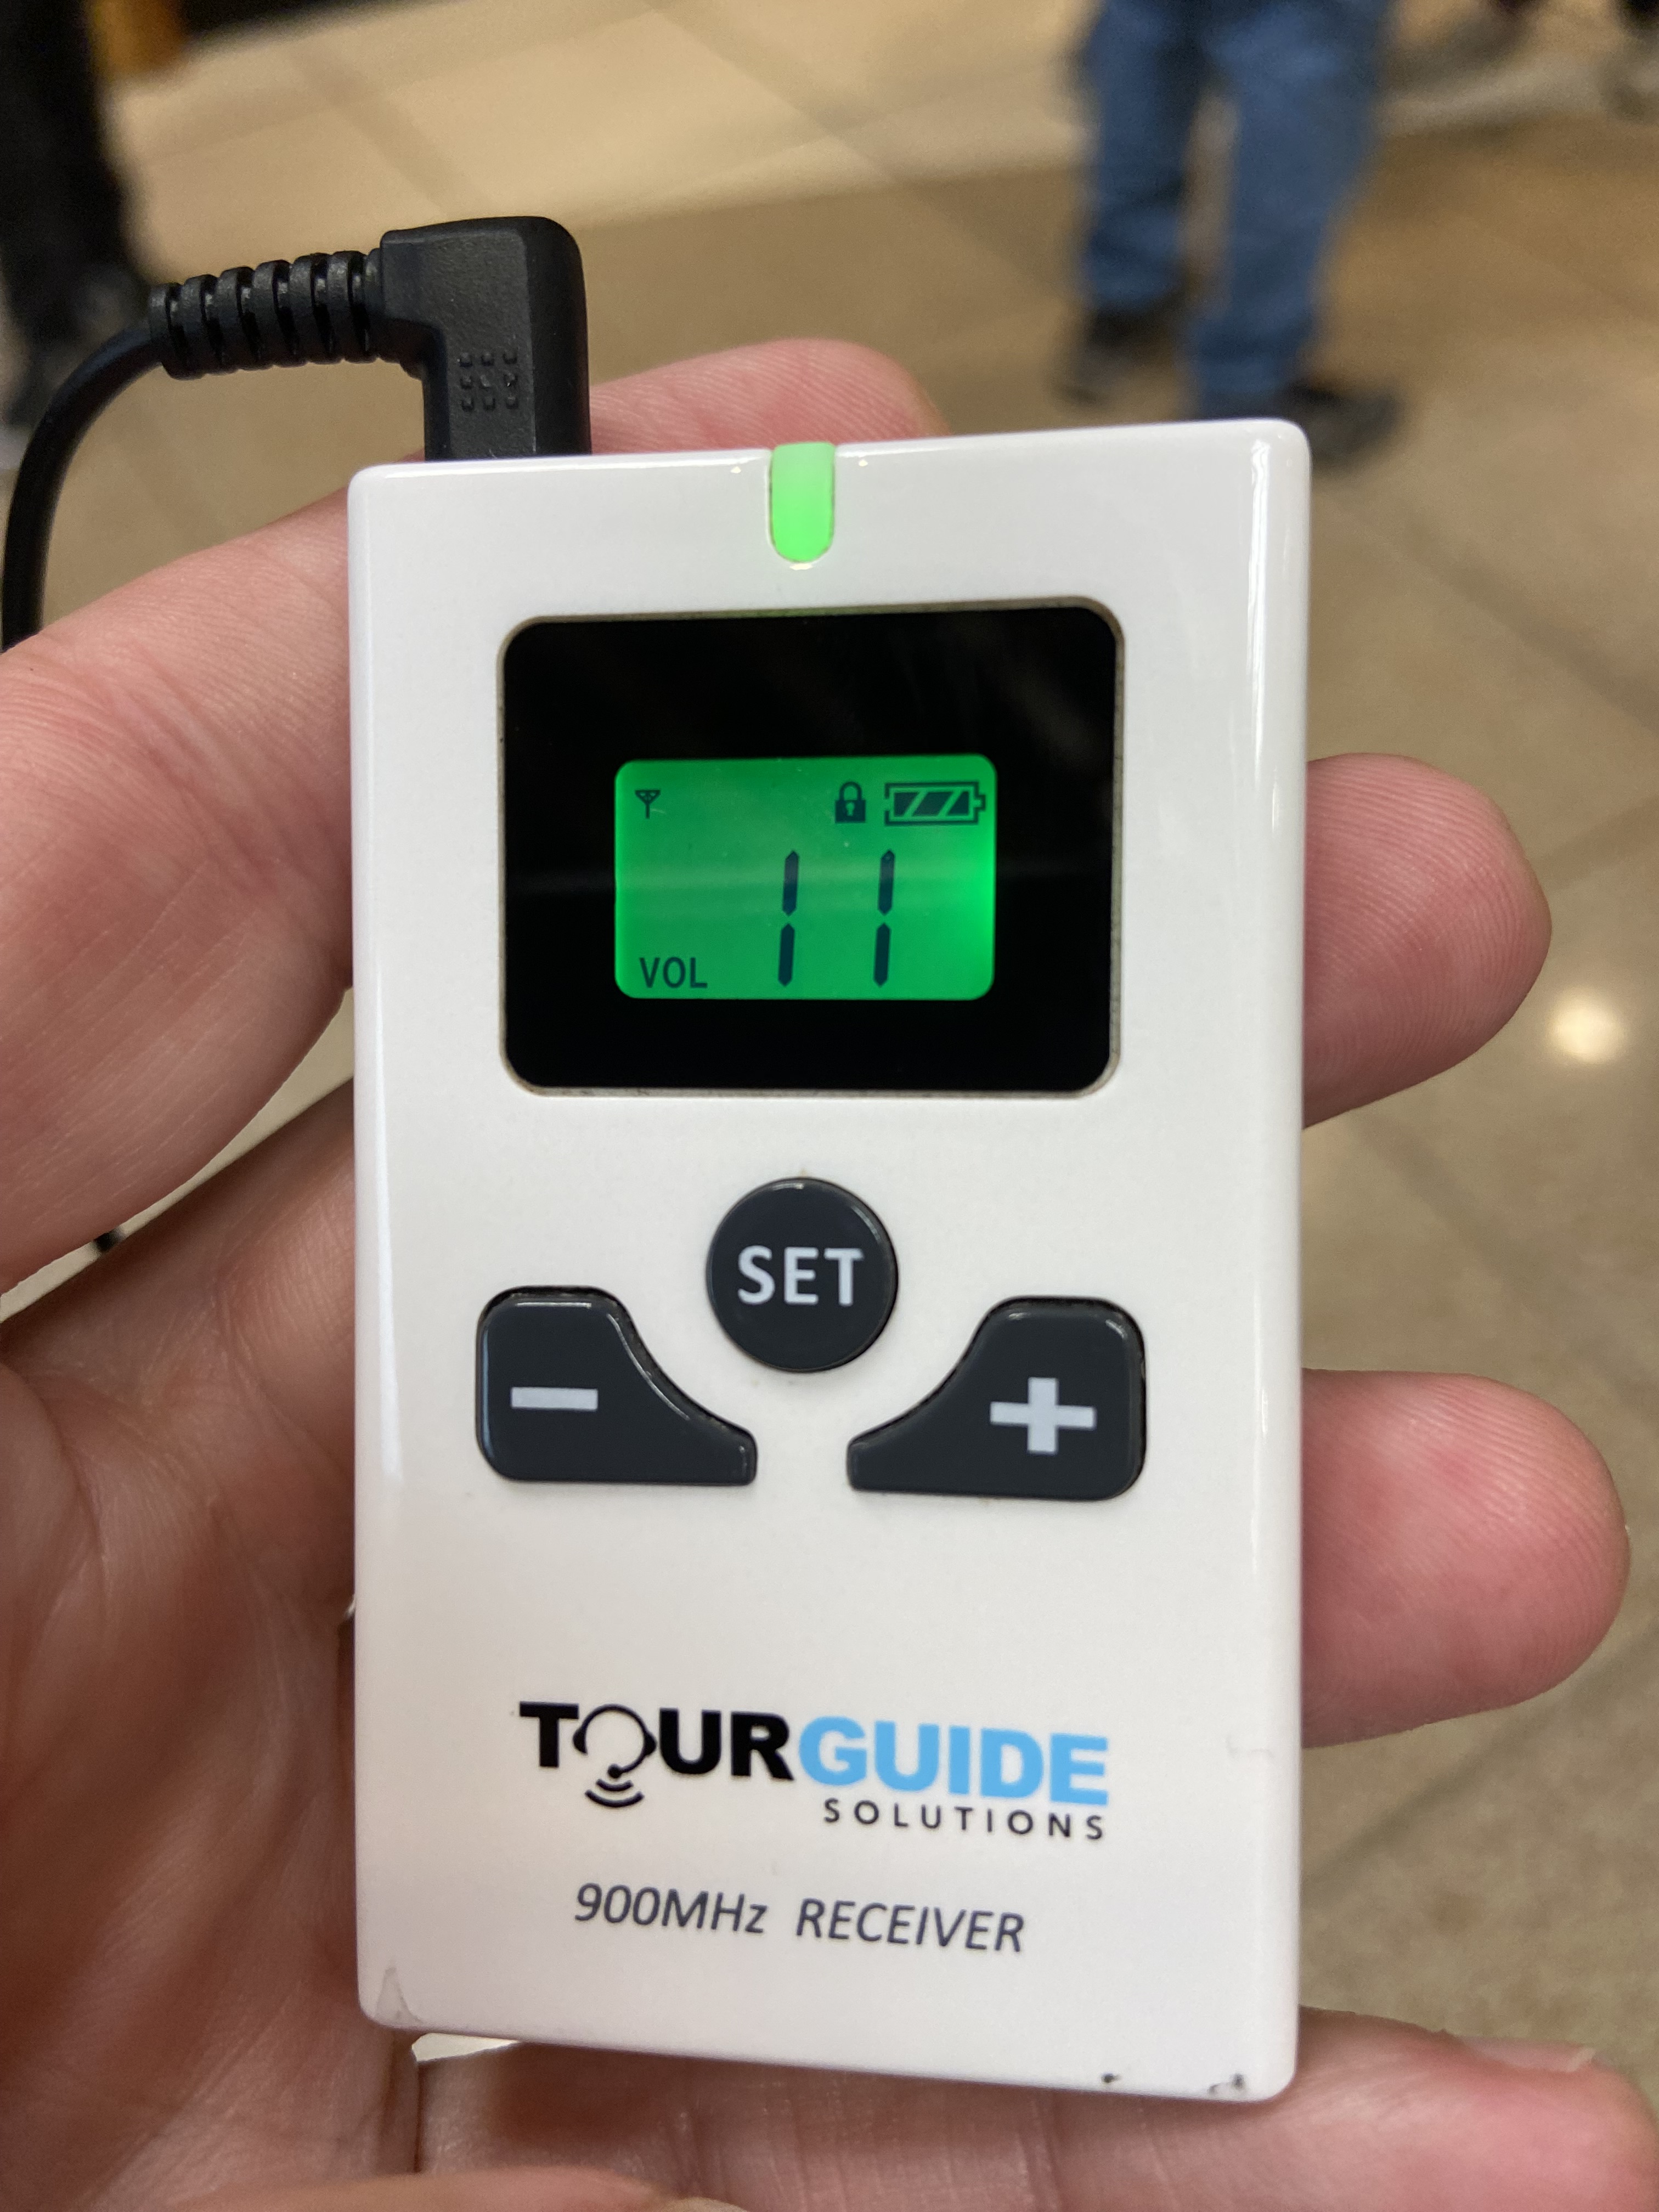 11
VOL
SET
− +
TOURGUIDE
SOLUTIONS
900MHz RECEIVER